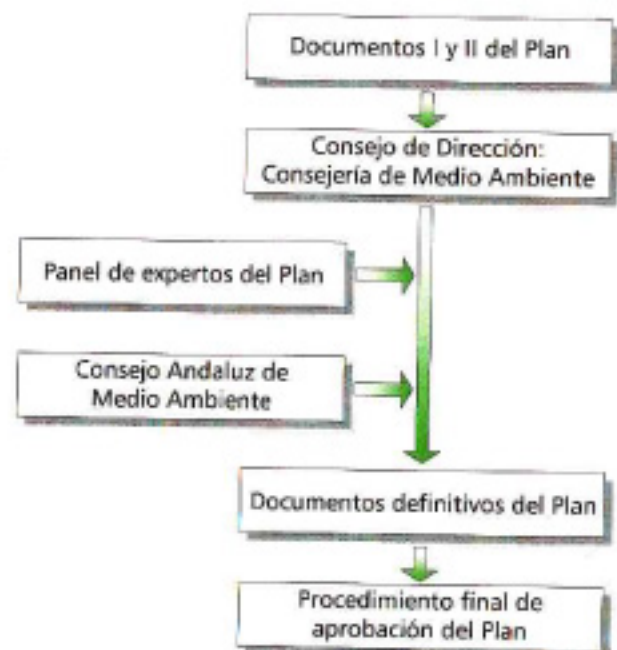 Documentos I y II del Plan
Consejo de Dirección:
Consejería de Medio Ambiente
Panel de expertos del Plan
Consejo Andaluz de
Medio Ambiente
Documentos definitivos del Plan
Procedimiento final de
aprobación del Plan